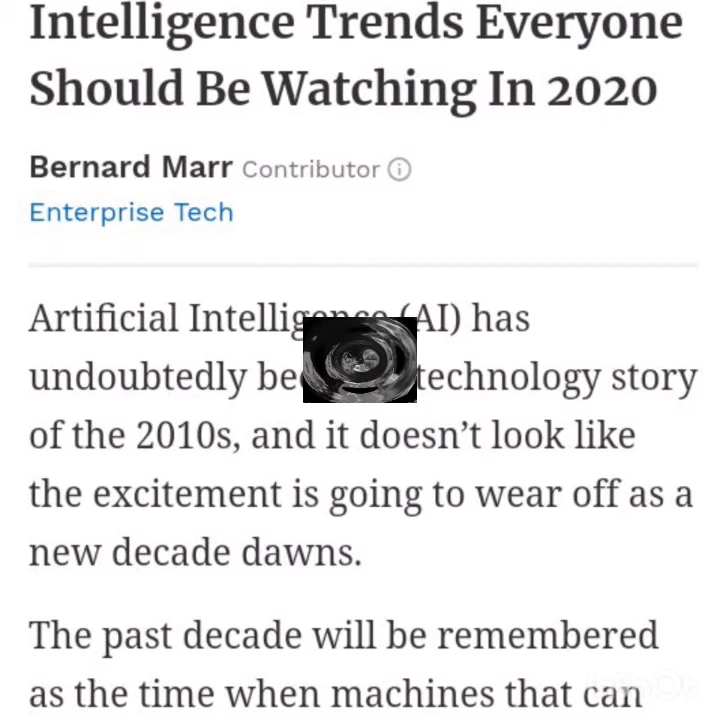 Intelligence Trends Everyone
Should Be Watching In 2020
Bernard Marr Contributor
Enterprise Tech
Artificial (AI) has
undoubtedly technology story
of the 2010s, and it doesn’t look like
the excitement is going to wear off as a
new decade dawns.
The past decade will be remembered
as the time when machines that can